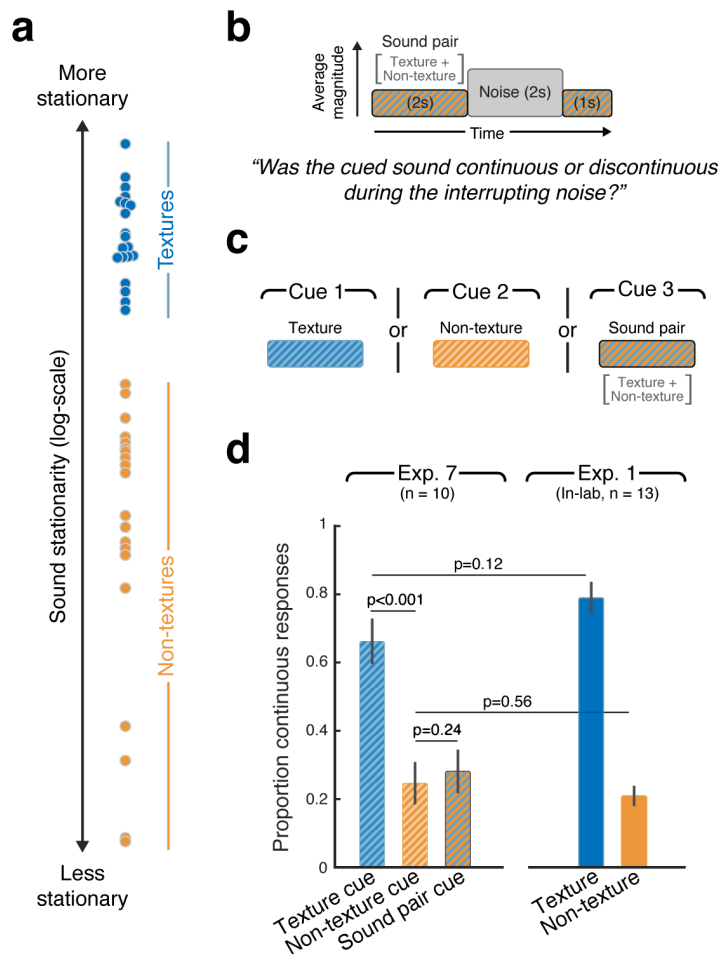 a
More
stationary
Sound stationarity (log-scale)
Textures
Non-textures
Less
stationary
b
Average
magnitude
Sound pair
[Texture +
Non-texture]
(2s)
Noise (2s)
(1s)
Time
“Was the cued sound continuous or discontinuous
during the interrupting noise?”
c
Cue 1
Texture
or
Cue 2
Non-texture
or
Cue 3
Sound pair
[Texture +
Non-texture]
d
Exp. 7
(n = 10)
Exp. 1
(In-lab, n = 13)
Proportion continuous responses
1
0.8
0.6
0.4
0.2
0
p=0.12
p<0.001
p=0.56
p=0.24
Texture cue
Non-texture cue
Sound pair cue
Texture
Non-texture